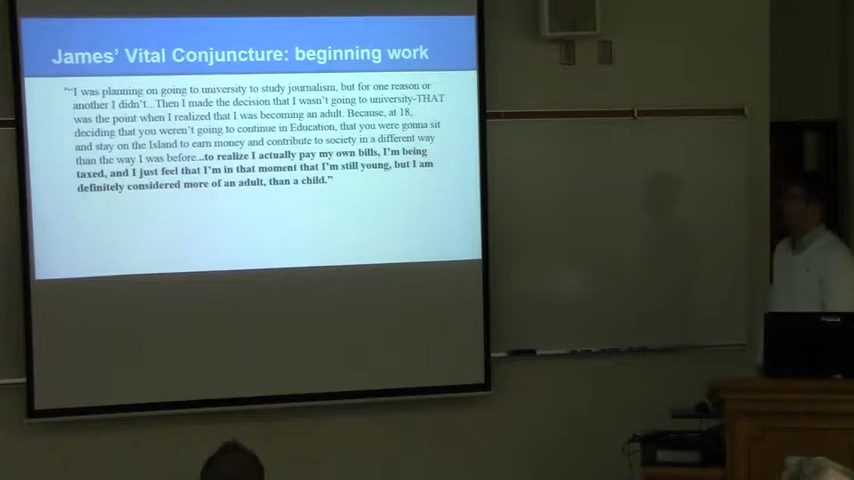 James' Vital Conjuncture: beginning work
"“I was planning on going to university to study journalism, but for one reason or
another I didn't...Then I made the decision that I wasn't going to university-THAT
was the point when I realized that I was becoming an adult. Because, at 18,
deciding that you weren't going to continue in Education, that you were gonna sit
and stay on the Island to earn money and contribute to society in a different way
than the way I was before...to realize I actually pay my own bills, I'm being
taxed, and I just feel that I'm in that moment that I'm still young, but I am
definitely considered more of an adult, than a child.”